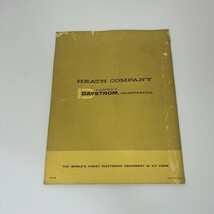 HEATH COMPANY
a subsidiary of
DAYSTROM, INCORPORATED
THE WORLD'S FINEST ELECTRONIC EQUIPMENT IN KIT FORM